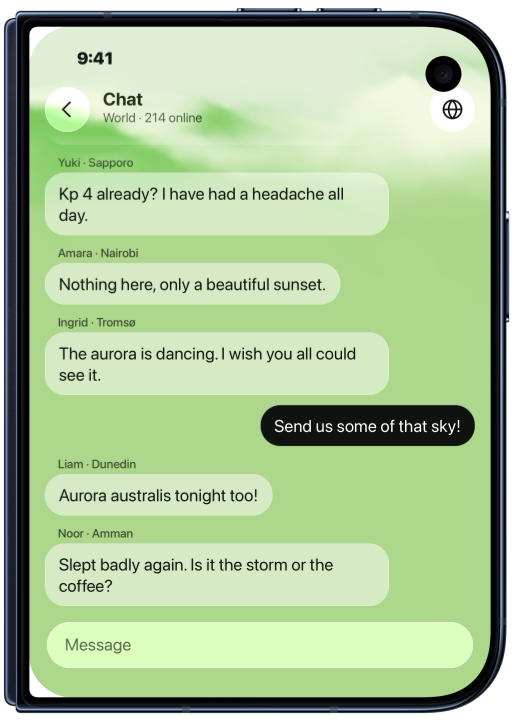 9:41
Chat
World · 214 online
Yuki · Sapporo
Kp 4 already? I have had a headache all
day.
Amara · Nairobi
Nothing here, only a beautiful sunset.
Ingrid · Tromsø
The aurora is dancing. I wish you all could
see it.
Send us some of that sky!
Liam · Dunedin
Aurora australis tonight too!
Noor · Amman
Slept badly again. Is it the storm or the
coffee?
Message